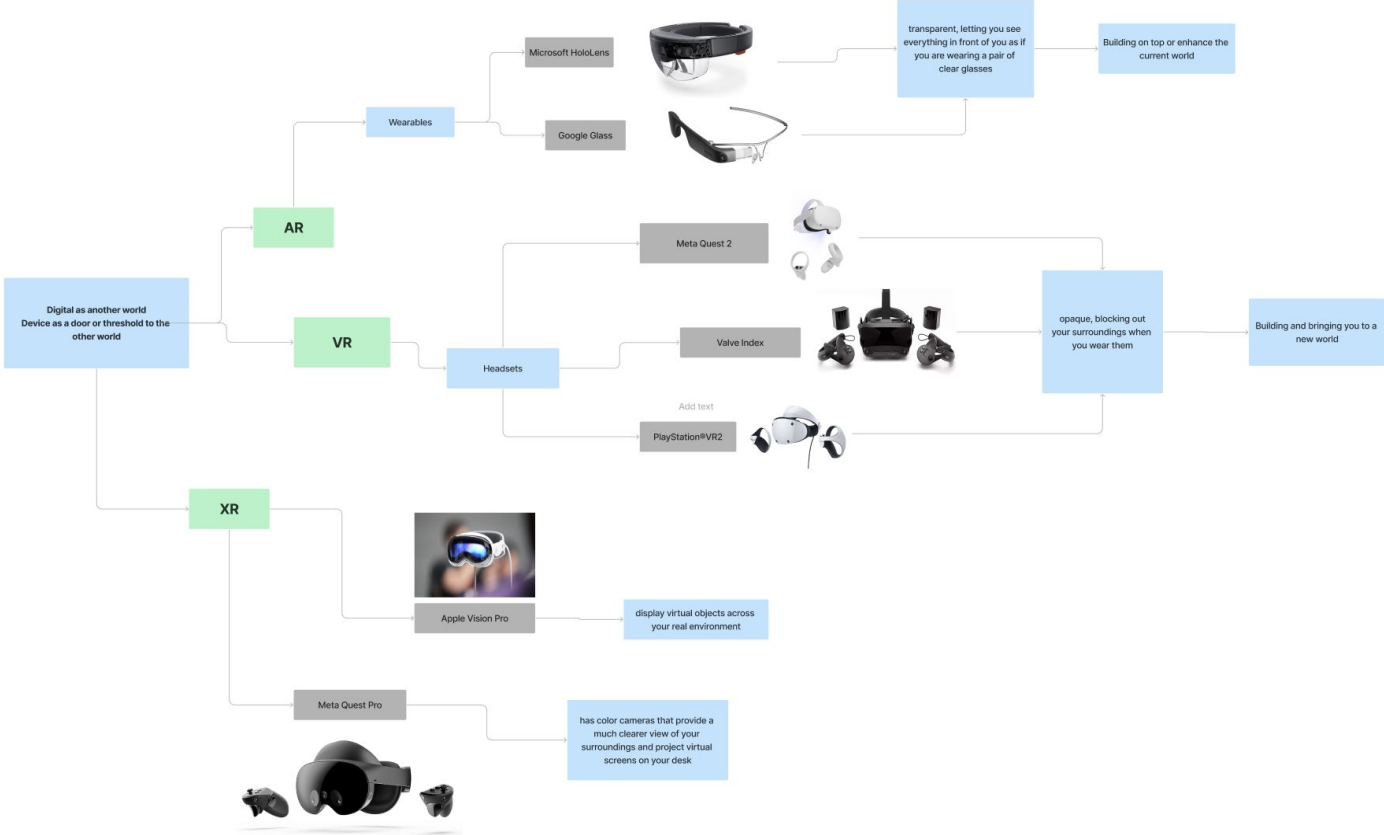 Microsoft HoloLens
transparent, letting you see
everything in front of you as if
you are wearing a pair of
clear glasses
Building on top or enhance the
current world
Wearables
Google Glass
AR
Meta Quest 2
Digital as another world
Device as a door or threshold to the
other world
VR
Headsets
Valve Index
opaque, blocking out
your surroundings when
you wear them
Building and bringing you to a
new world
Add text
PlayStation®VR2
XR
Apple Vision Pro
display virtual objects across
your real environment
Meta Quest Pro
has color cameras that provide a
much clearer view of your
surroundings and project virtual
screens on your desk